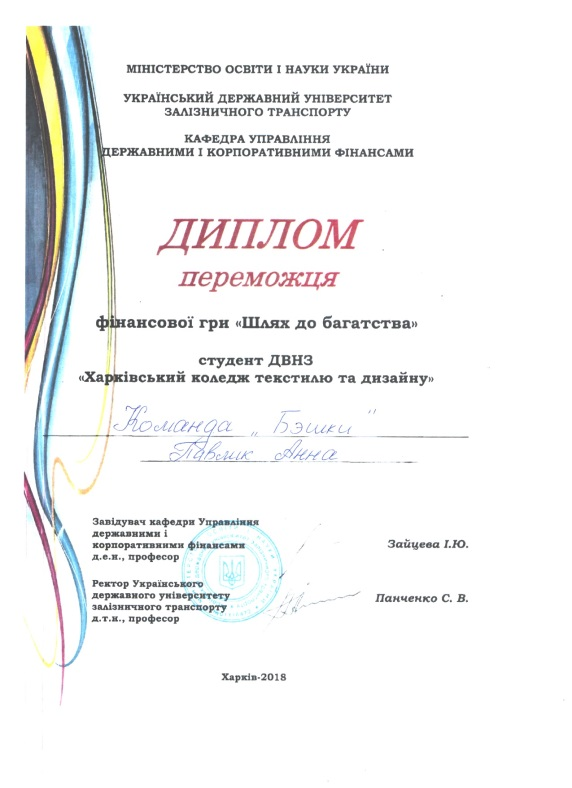 МІНІСТЕРСТВО ОСВІТИ І НАУКИ УКРАЇНИ
УКРАЇНСЬКИЙ ДЕРЖАВНИЙ УНІВЕРСИТЕТ
ЗАЛІЗНИЧНОГО ТРАНСПОРТУ
КАФЕДРА УПРАВЛІННЯ
ДЕРЖАВНИМИ І КОРПОРАТИВНИМИ ФІНАНСАМИ
ДИПЛОМ
переможця
фінансової гри «Шлях до багатства»
студент ДВНЗ
«Харківський коледж текстилю та дизайну»
Команда „Бэшки"
Павлик Анна
Завідувач кафедри Управління
державними і
корпоративними фінансами
д.е.н., професор
Зайцева І.Ю.
Ректор Українського
державного університету
залізничного транспорту
д.т.н., професор
Панченко С. В.
Харків-2018